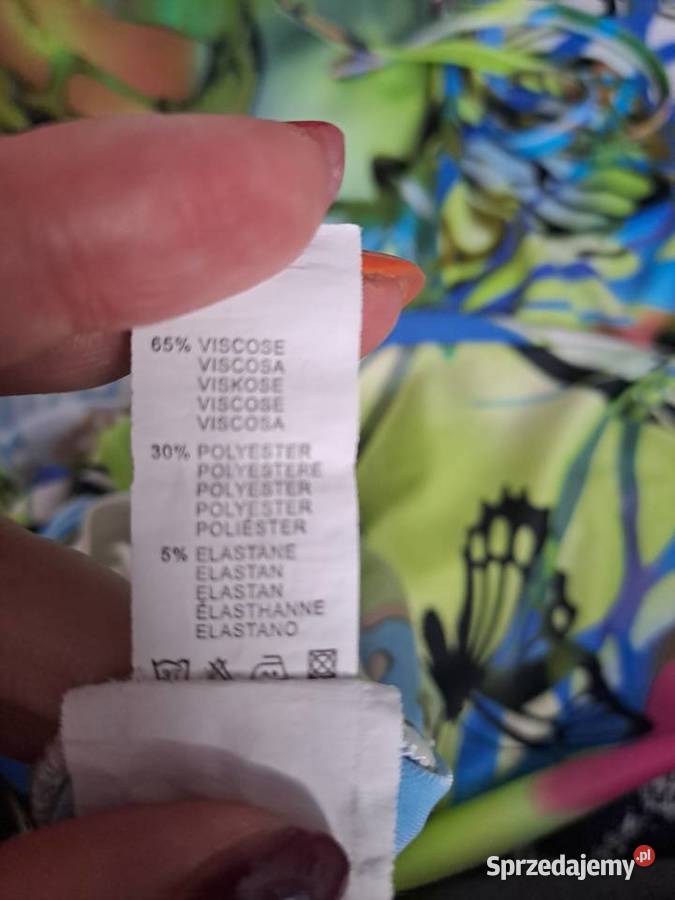 65% VISCOSE
VISCOSA
VISKOSE
VISCOSE
VISCOSA
30% POLYESTER
POLYESTERE
POLYESTER
POLYESTER
POLIÉSTER
5% ELASTANE
ELASTAN
ELASTAN
ÉLASTHANNE
ELASTANO
Sprzedajemy.pl